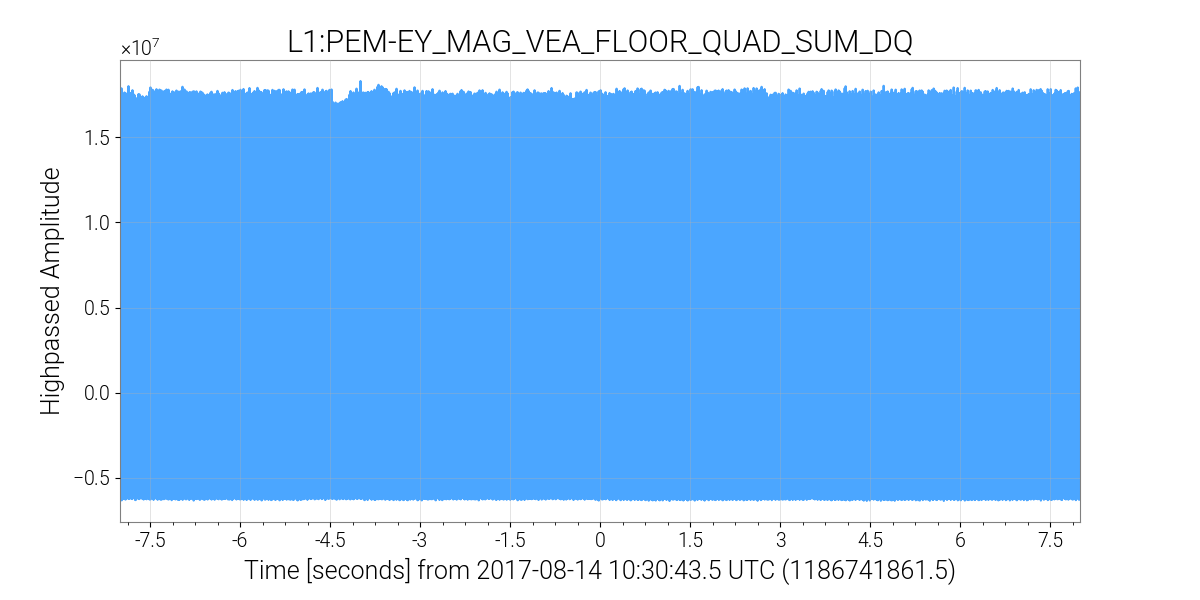 L1:PEM-EY_MAG_VEA_FLOOR_QUAD_SUM_DQ
×10⁷
1.5
1.0
0.5
0.0
−0.5
Highpassed Amplitude
-7.5 -6 -4.5 -3 -1.5 0 1.5 3 4.5 6 7.5
Time [seconds] from 2017-08-14 10:30:43.5 UTC (1186741861.5)